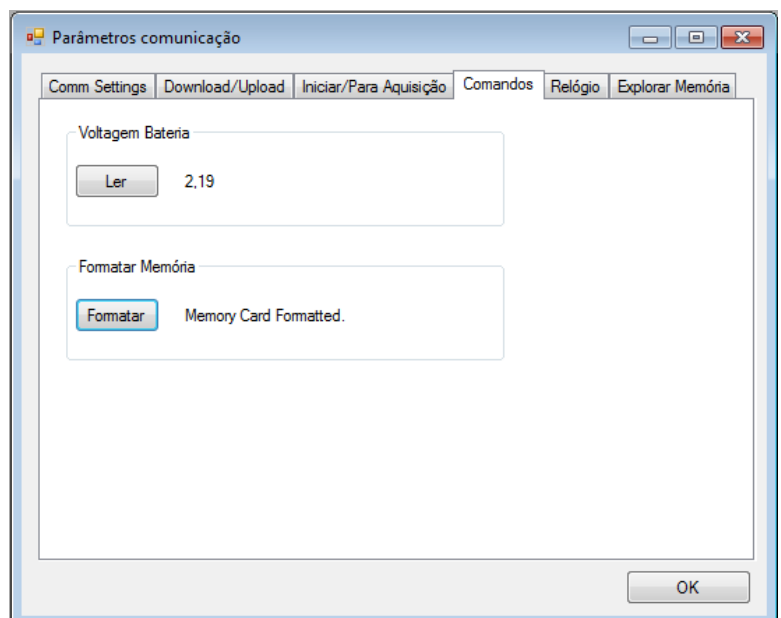 Parâmetros comunicação
Comm Settings Download/Upload Iniciar/Para Aquisição Comandos Relógio Explorar Memória
Voltagem Bateria
Ler 2,19
Formatar Memória
Formatar Memory Card Formatted.
OK